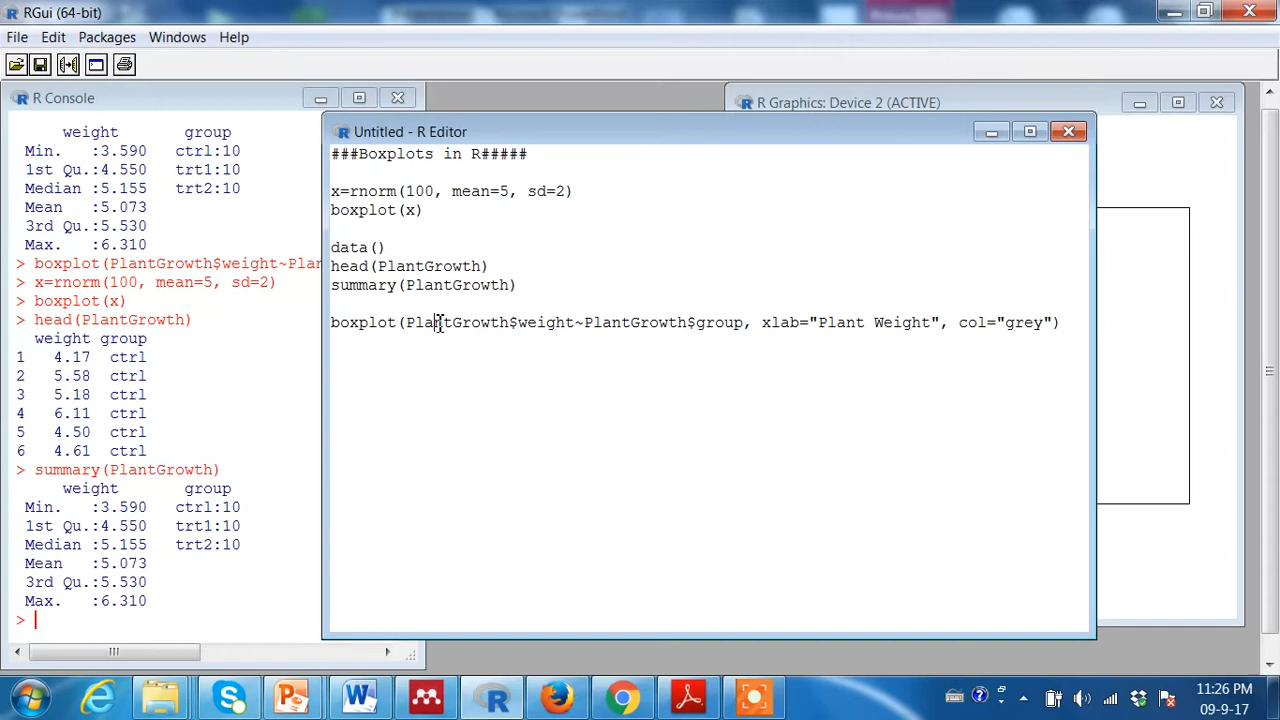 RGui (64-bit)
File Edit Packages Windows Help
R Console
weight group
Min. :3.590 ctrl:10
1st Qu.:4.550 trt1:10
Median :5.155 trt2:10
Mean :5.073
3rd Qu.:5.530
Max. :6.310
> boxplot(PlantGrowth$weight~Plan
> x=rnorm(100, mean=5, sd=2)
> boxplot(x)
> head(PlantGrowth)
weight group
1 4.17 ctrl
2 5.58 ctrl
3 5.18 ctrl
4 6.11 ctrl
5 4.50 ctrl
6 4.61 ctrl
> summary(PlantGrowth)
weight group
Min. :3.590 ctrl:10
1st Qu.:4.550 trt1:10
Median :5.155 trt2:10
Mean :5.073
3rd Qu.:5.530
Max. :6.310
>
R Graphics: Device 2 (ACTIVE)
Untitled - R Editor
###Boxplots in R#####
x=rnorm(100, mean=5, sd=2)
boxplot(x)
data()
head(PlantGrowth)
summary(PlantGrowth)
boxplot(PlantGrowth$weight~PlantGrowth$group, xlab="Plant Weight", col="grey")
11:26 PM
09-9-17